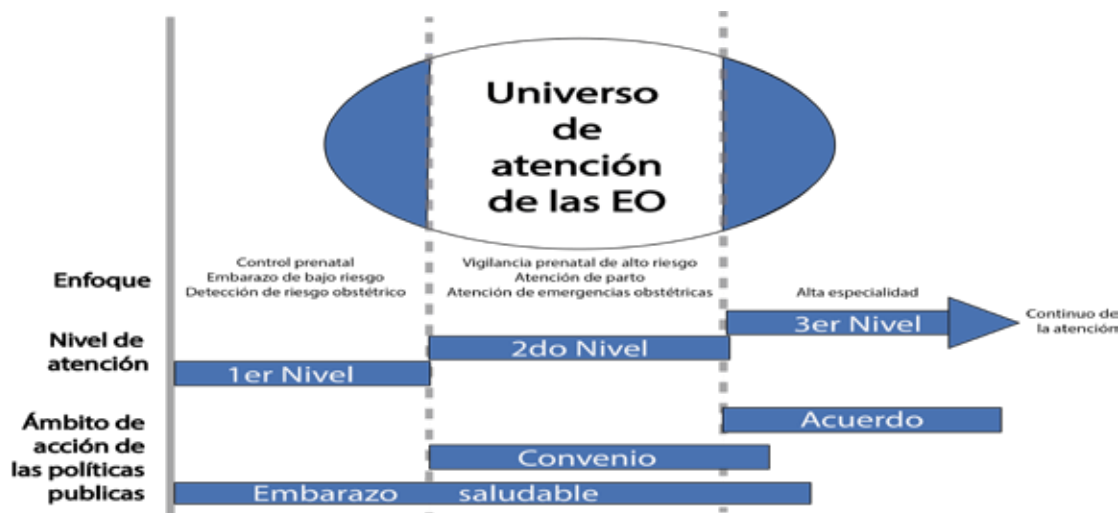 Universo
de
atención
de las EO
Enfoque
Control prenatal
Embarazo de bajo riesgo
Detección de riesgo obstétrico
Vigilancia prenatal de alto riesgo
Atención de parto
Atención de emergencias obstétricas
Alta especialidad
Nivel de
atención
1er Nivel
2do Nivel
3er Nivel
Continuo de
la atención
Ámbito de
acción de
las políticas
publicas
Acuerdo
Convenio
Embarazo saludable